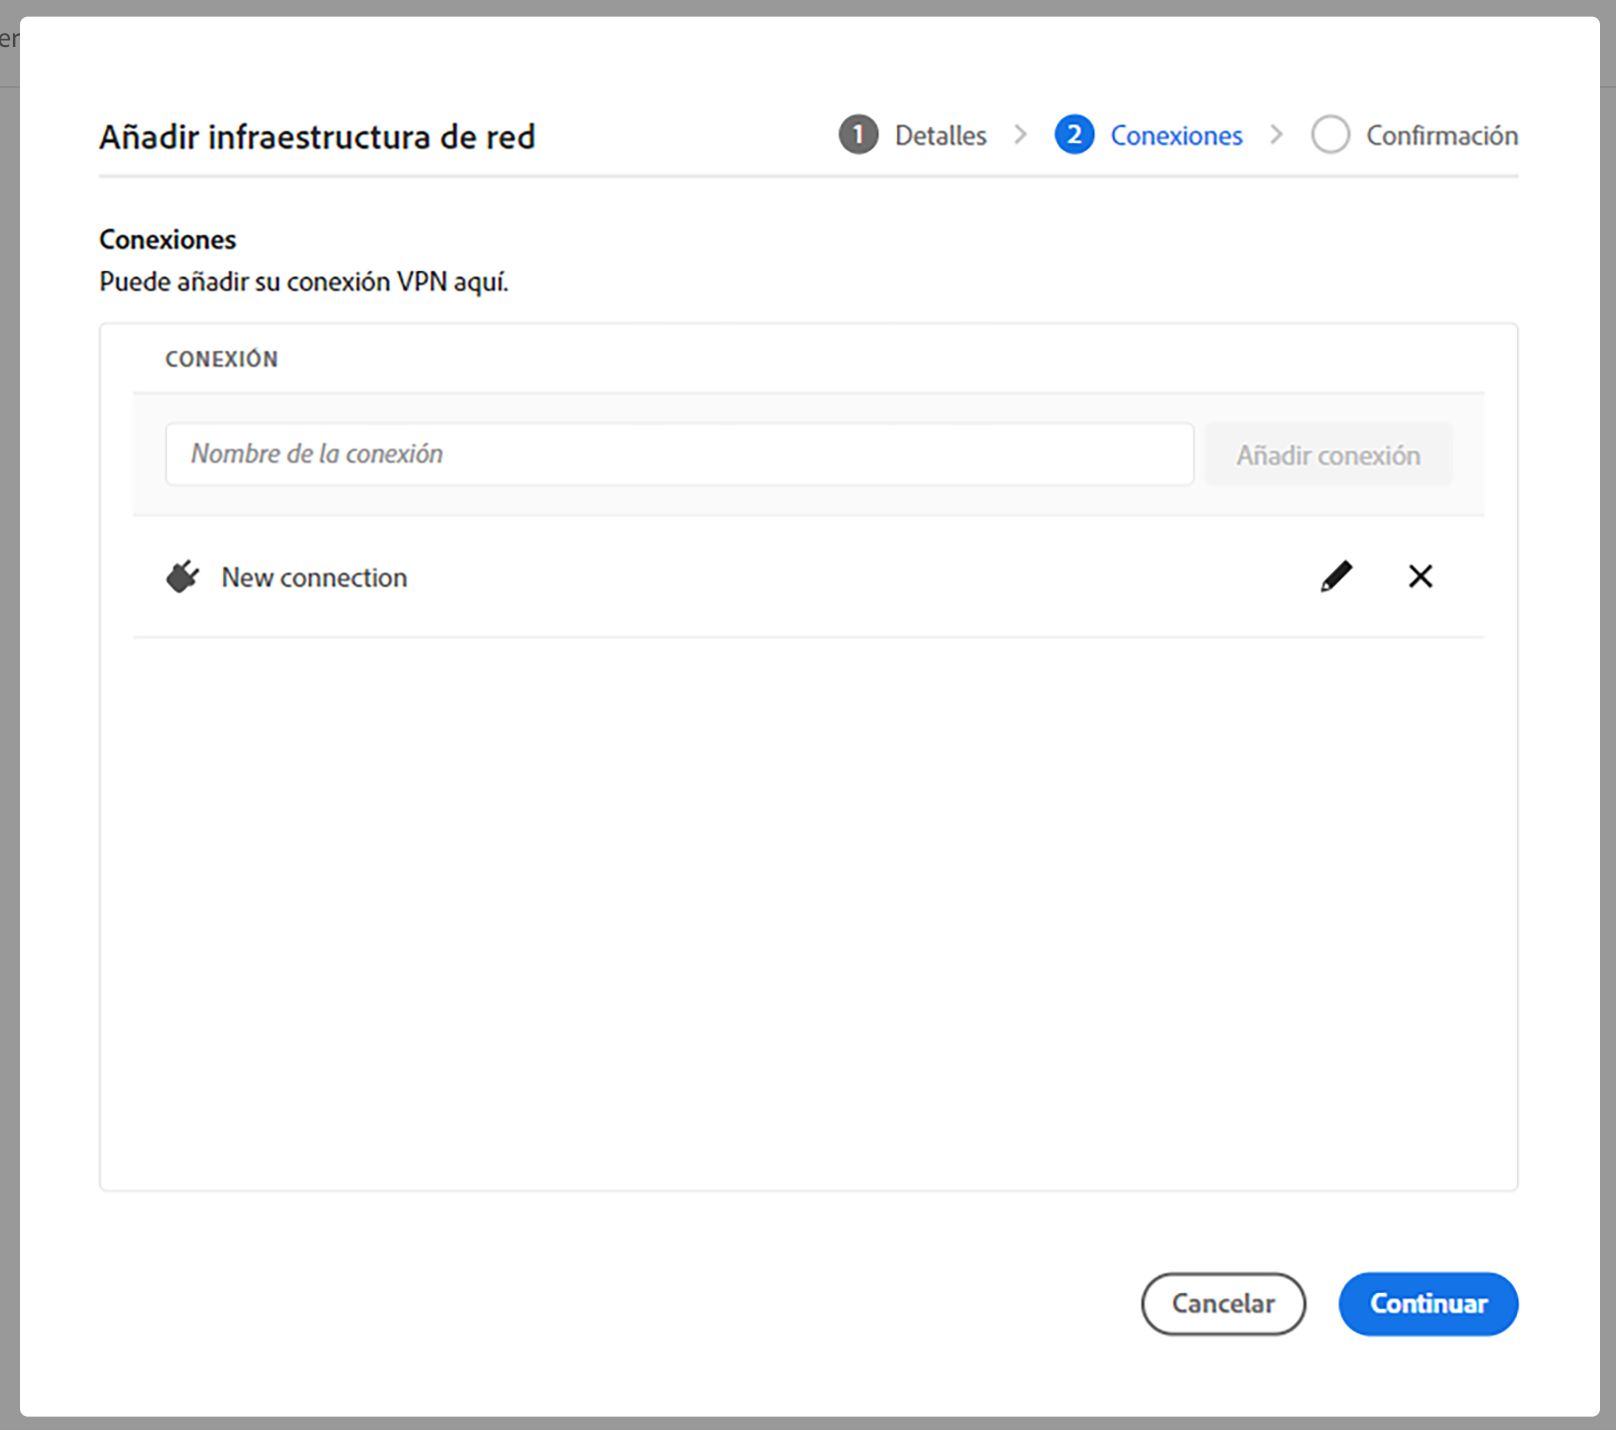 er
Añadir infraestructura de red
1 Detalles
2 Conexiones
Confirmación
Conexiones
Puede añadir su conexión VPN aquí.
CONEXIÓN
Nombre de la conexión
Añadir conexión
New connection
Cancelar
Continuar